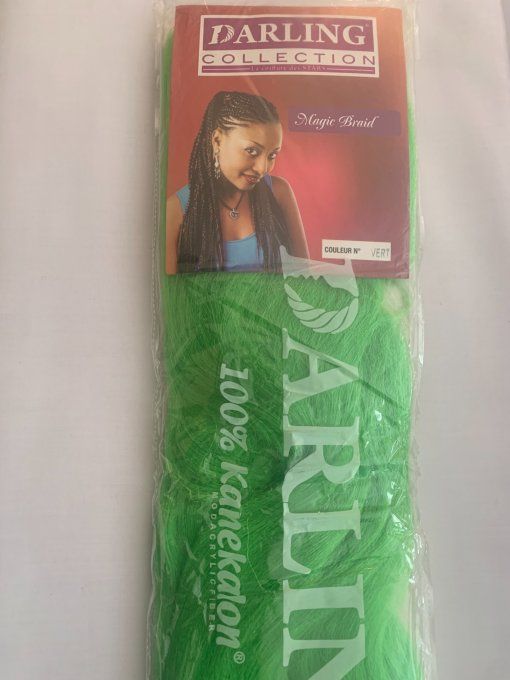 DARLING®
COLLECTION
La coiffure des STARS
Magic Braid
COULEUR N° VERT
DARLIN
100% Kanekalon®
MODACRYLIC FIBER